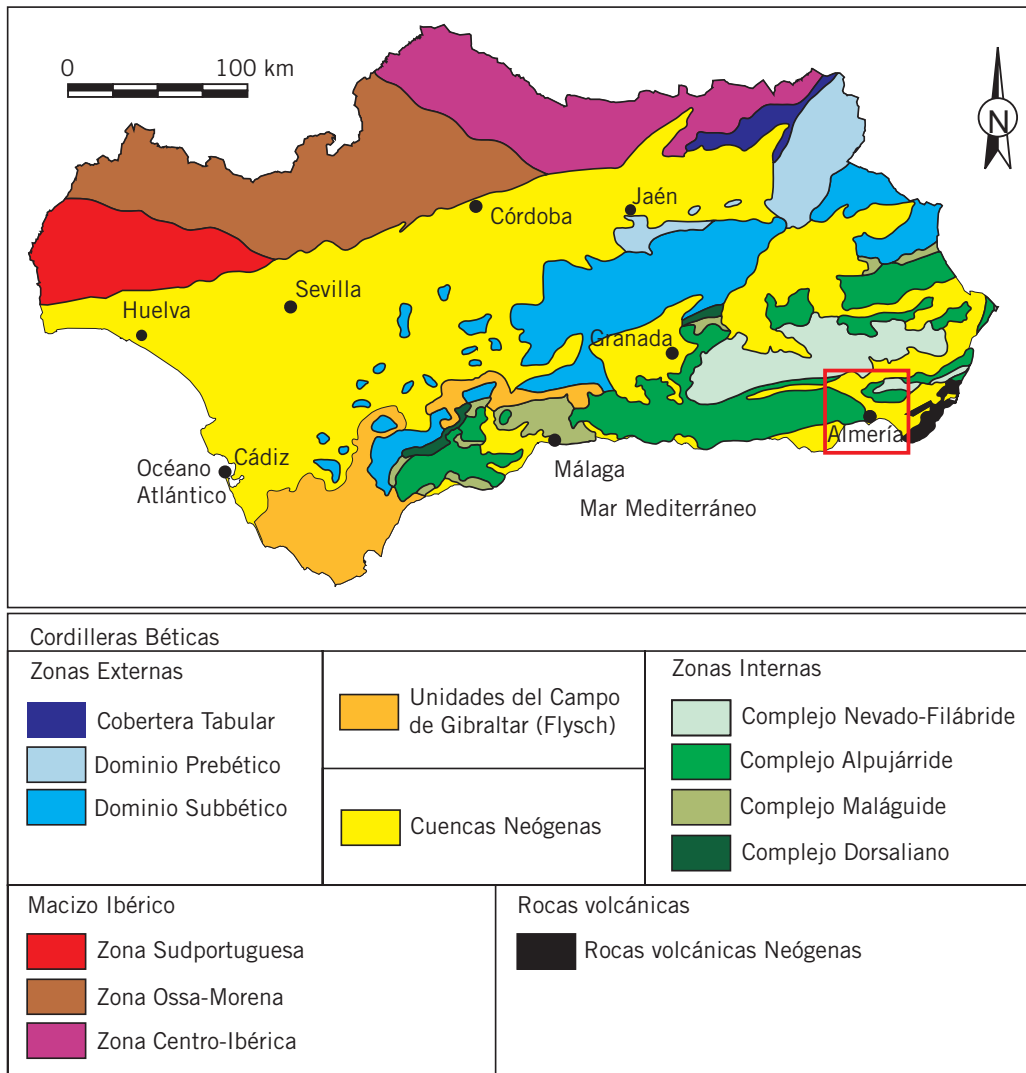 0
100 km
N
Jaén
Córdoba
Sevilla
Huelva
Granada
Almería
Cádiz
Océano
Atlántico
Málaga
Mar Mediterráneo
Cordilleras Béticas
Zonas Externas
Cobertera Tabular
Dominio Prebético
Dominio Subbético
Unidades del Campo
de Gibraltar (Flysch)
Cuencas Neógenas
Zonas Internas
Complejo Nevado-Filábride
Complejo Alpujárride
Complejo Maláguide
Complejo Dorsaliano
Macizo Ibérico
Zona Sudportuguesa
Zona Ossa-Morena
Zona Centro-Ibérica
Rocas volcánicas
Rocas volcánicas Neógenas